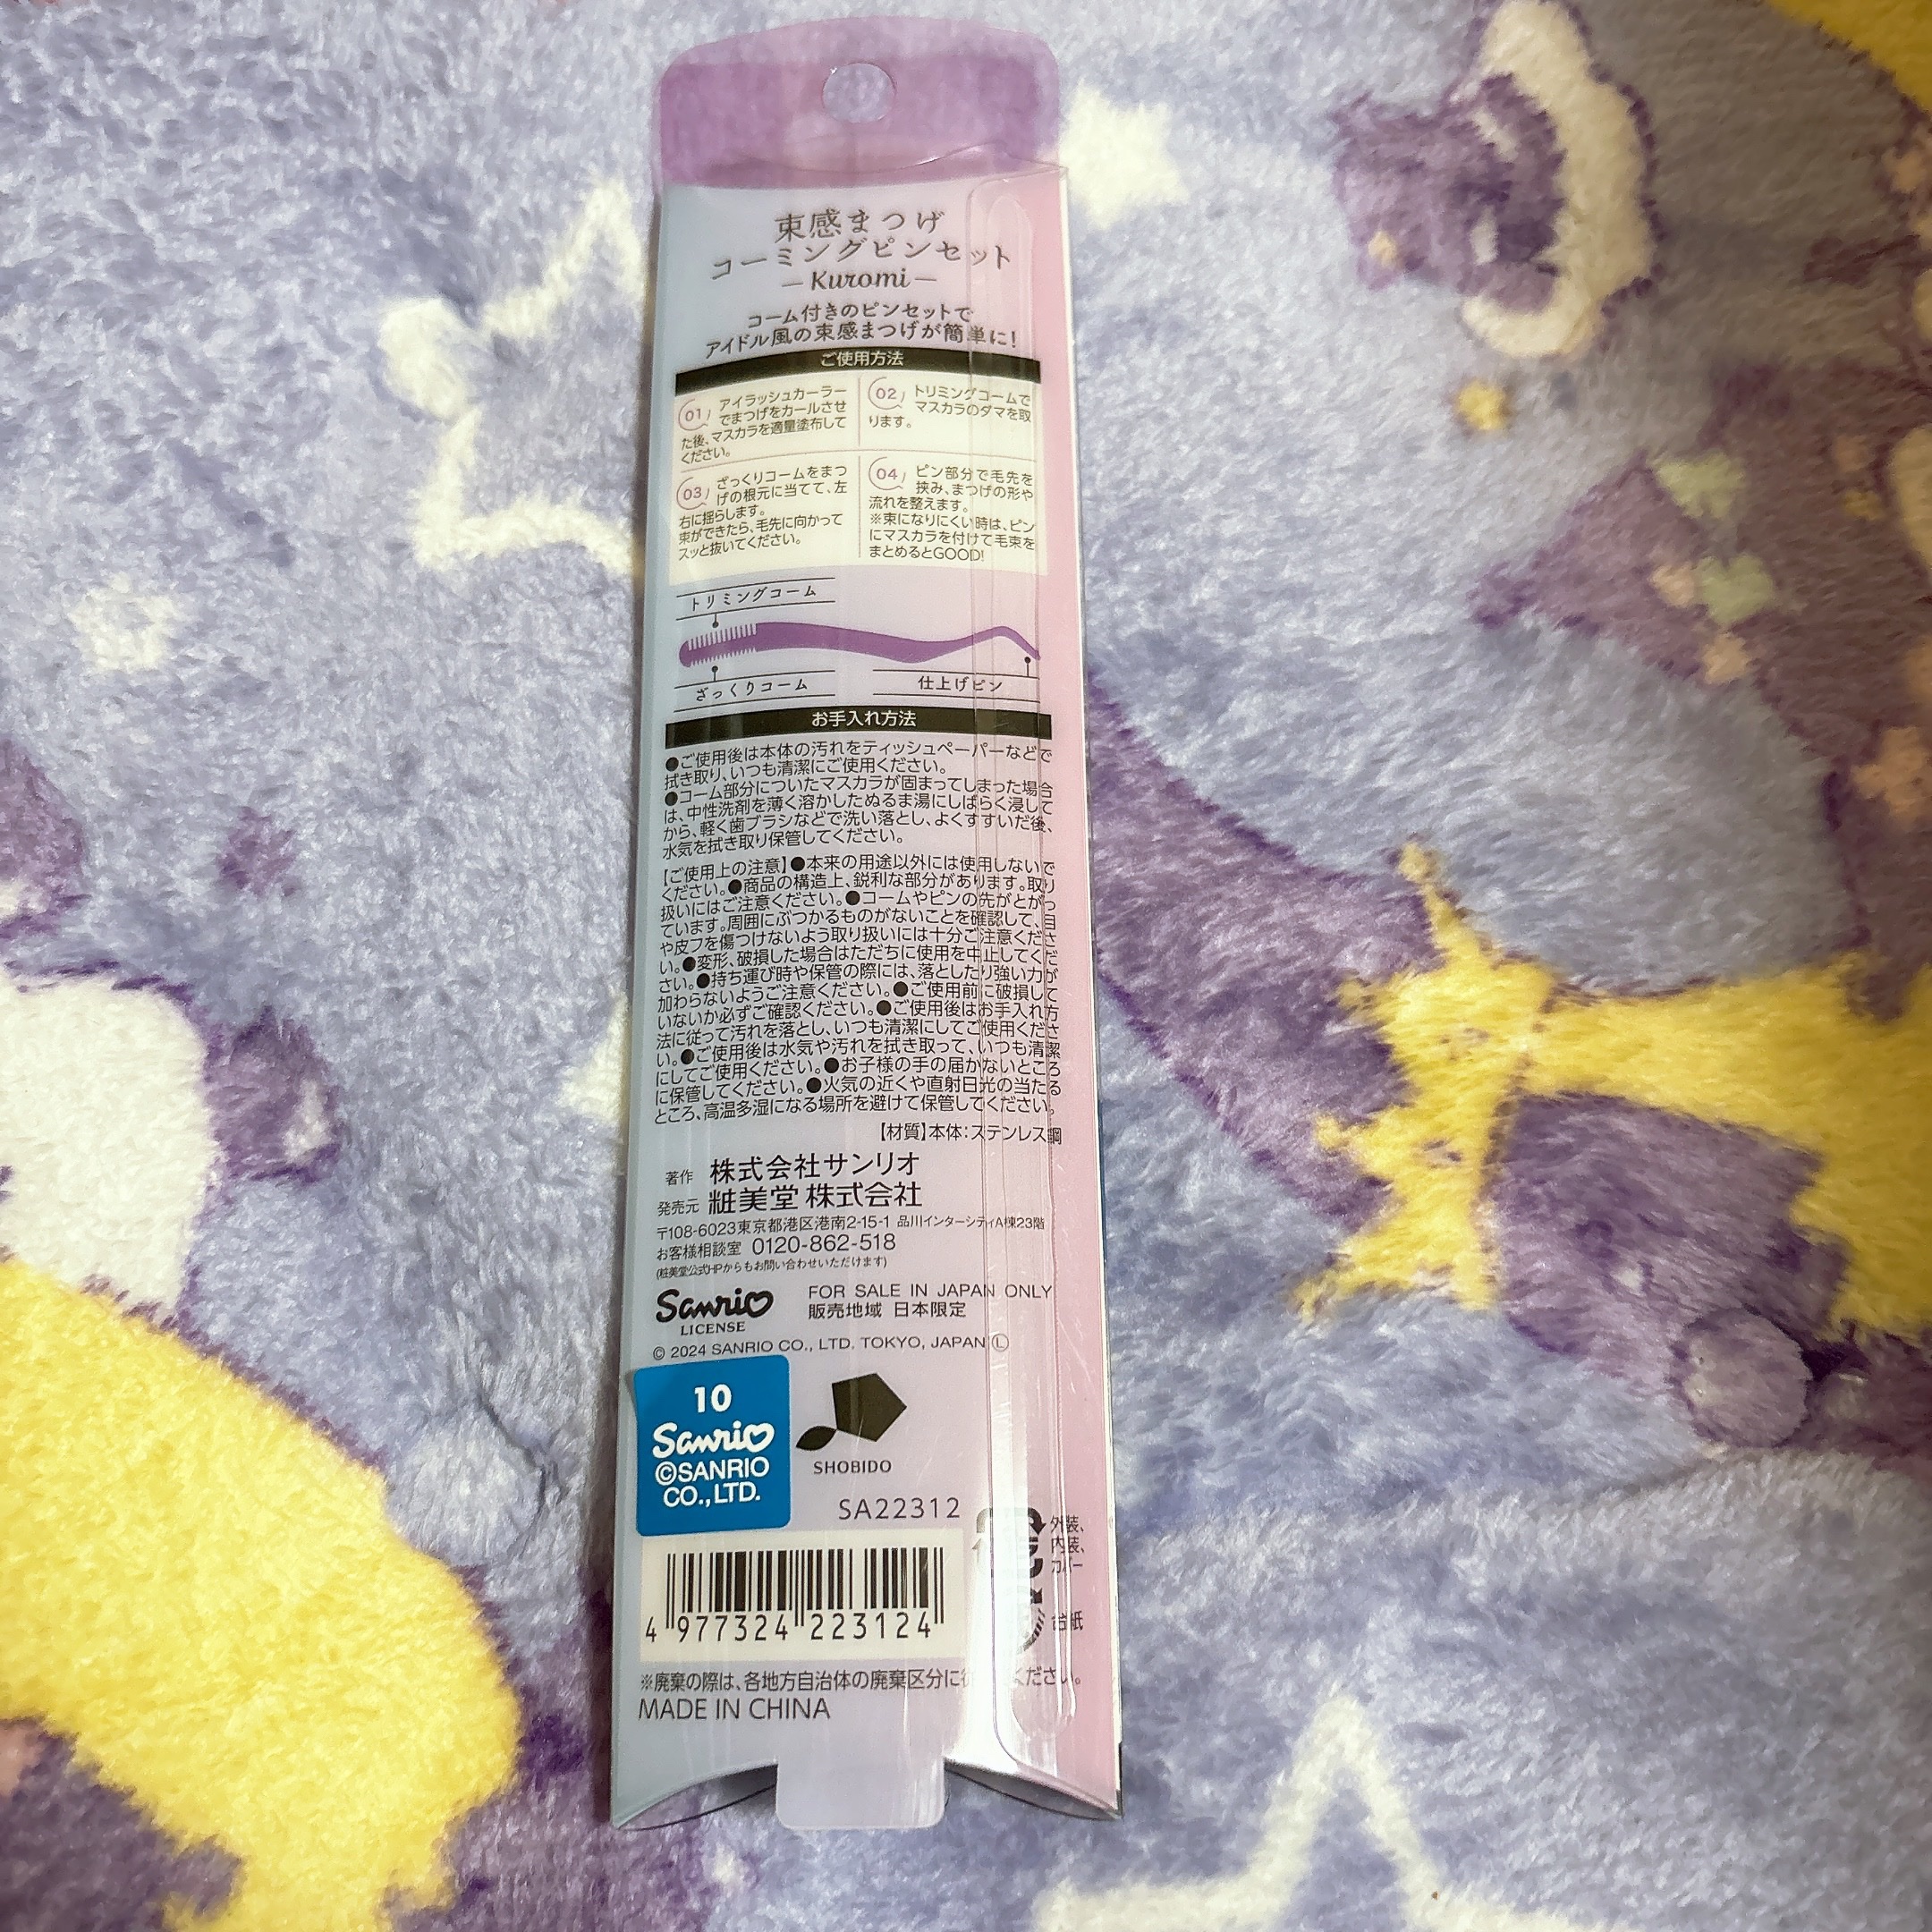 束感まつげ
コーミングピンセット
— Kuromi —
コーム付きのピンセットで
アイドル風の束感まつげが簡単に!
ご使用方法
01 アイラッシュカーラー
でまつげをカールさせ
た後、マスカラを適量塗布して
ください。
02 トリミングコームで
マスカラのダマを取
ります。
03 ざっくりコームをまつ
げの根元に当てて、左
右に揺らします。
束ができたら、毛先に向かって
スッと抜いてください。
04 ピン部分で毛先を
挟み、まつげの形や
流れを整えます。
※束になりにくい時は、ピン
にマスカラを付けて毛束を
まとめるとGOOD!
トリミングコーム
ざっくりコーム
仕上げピン
お手入れ方法
●ご使用後は本体の汚れをティッシュペーパーなどで
拭き取り、いつも清潔にご使用ください。
●コーム部分についたマスカラが固まってしまった場合
は、中性洗剤を薄く溶かしたぬるま湯にしばらく浸して
から、軽く歯ブラシなどで洗い落とし、よくすすいだ後、
水気を拭き取り保管してください。
【ご使用上の注意】●本来の用途以外には使用しないで
ください。●商品の構造上、鋭利な部分があります。取り
扱いにはご注意ください。●コームやピンの先がとがっ
ています。周囲にぶつかるものがないことを確認して、目
や皮フを傷つけないよう取り扱いには十分ご注意くださ
い。●変形、破損した場合はただちに使用を中止してくだ
さい。●持ち運び時や保管の際には、落としたり強い力が
加わらないようご注意ください。●ご使用前に破損して
いないか必ずご確認ください。●ご使用後はお手入れ方
法に従って汚れを落とし、いつも清潔にしてご使用くださ
い。●ご使用後は水気や汚れを拭き取って、いつも清潔
にしてご使用ください。●お子様の手の届かないところ
に保管してください。●火気の近くや直射日光の当たる
ところ、高温多湿になる場所を避けて保管してください。
【材質】本体：ステンレス鋼
著作 株式会社サンリオ
発売元 粧美堂 株式会社
〒108-6023東京都港区港南2-15-1 品川インターシティA棟23階
お客様相談室 0120-862-518
(粧美堂公式HPからもお問い合わせいただけます)
Sanrio
LICENSE
FOR SALE IN JAPAN ONLY
販売地域 日本限定
© 2024 SANRIO CO., LTD. TOKYO, JAPAN Ⓛ
10
Sanrio
©SANRIO
CO.,LTD.
SHOBIDO
SA22312
外装、
内装、
カバー
台紙
4 977324 223124
※廃棄の際は、各地方自治体の廃棄区分に従 ください。
MADE IN CHINA